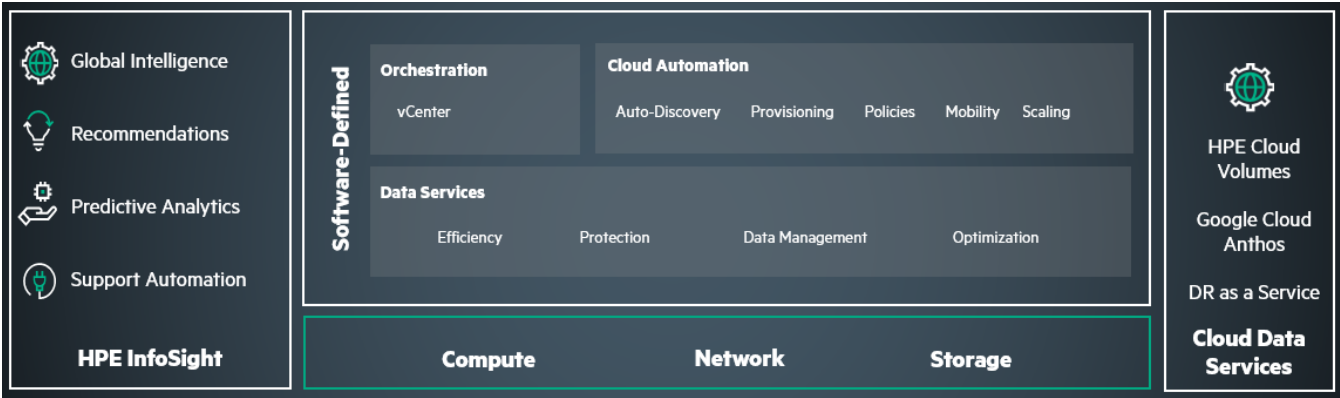 Global Intelligence
Recommendations
Predictive Analytics
Support Automation
HPE InfoSight
Software-Defined
Orchestration
vCenter
Cloud Automation
Auto-Discovery Provisioning Policies Mobility Scaling
Data Services
Efficiency Protection Data Management Optimization
Compute Network Storage
HPE Cloud
Volumes
Google Cloud
Anthos
DR as a Service
Cloud Data
Services